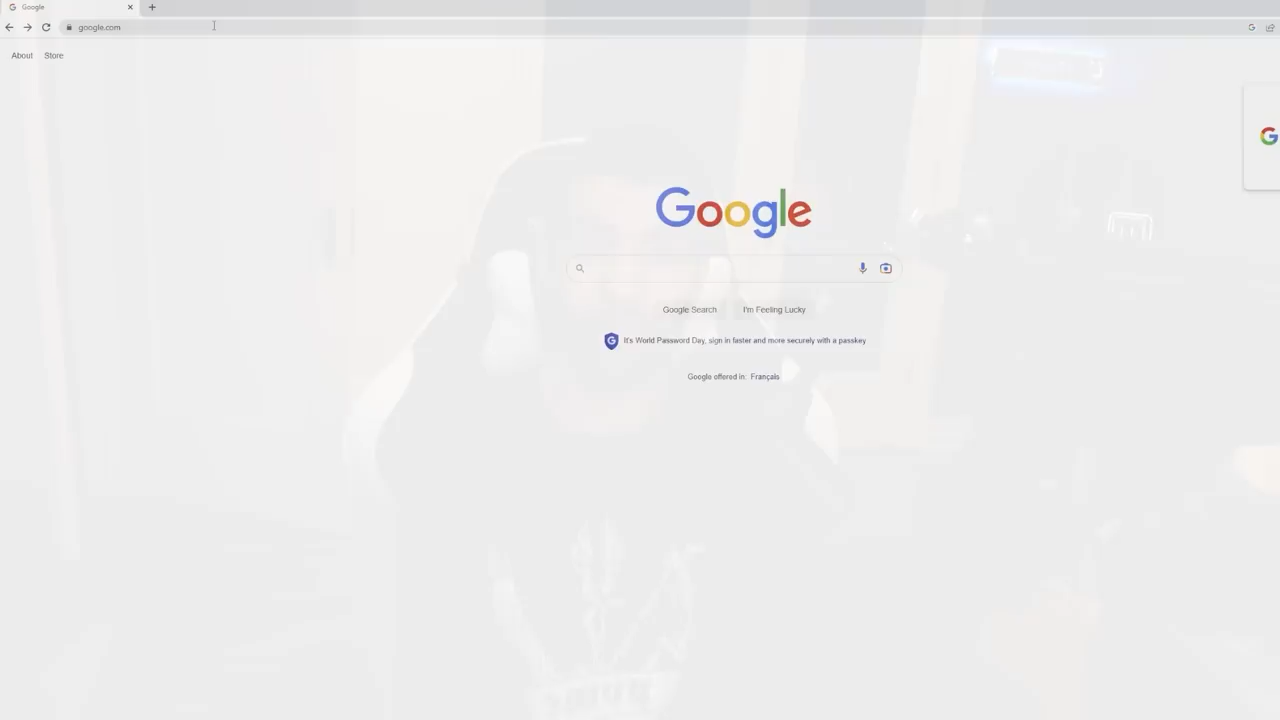 Google
google.com
About Store
Google
Google Search I'm Feeling Lucky
It's World Password Day, sign in faster and more securely with a passkey
Google offered in: Français